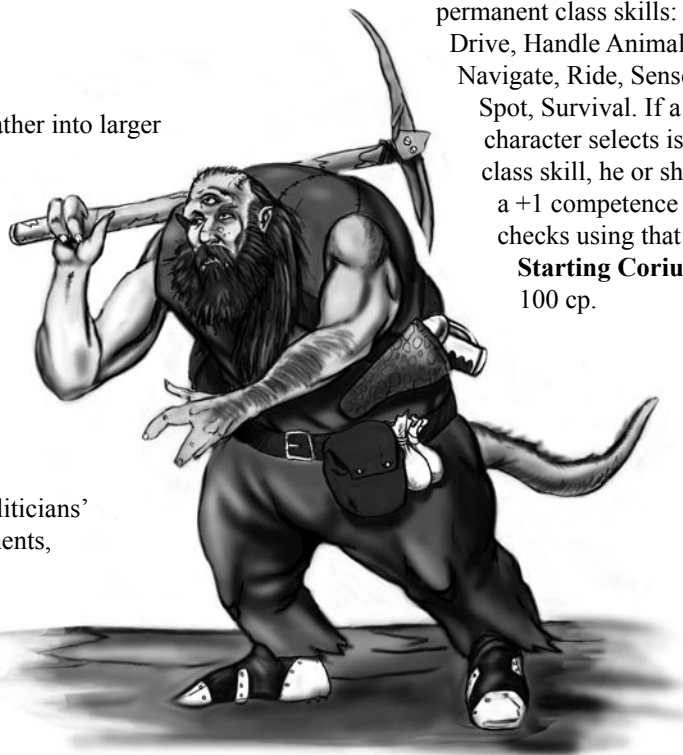 ather into larger
liticians’
nents,
permanent class skills:
Drive, Handle Animal
Navigate, Ride, Sense
Spot, Survival. If a
character selects is
class skill, he or sh
a +1 competence
checks using that
Starting Coriu
100 cp.